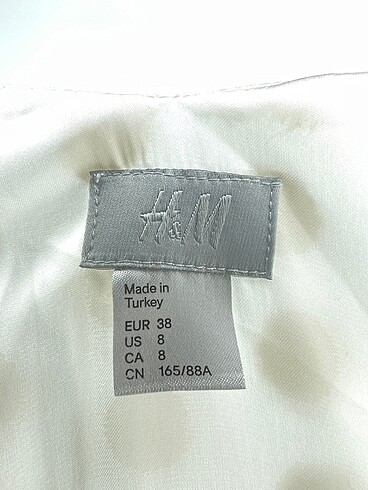 H&M
Made in
Turkey
EUR 38
US 8
CA 8
CN 165/88A